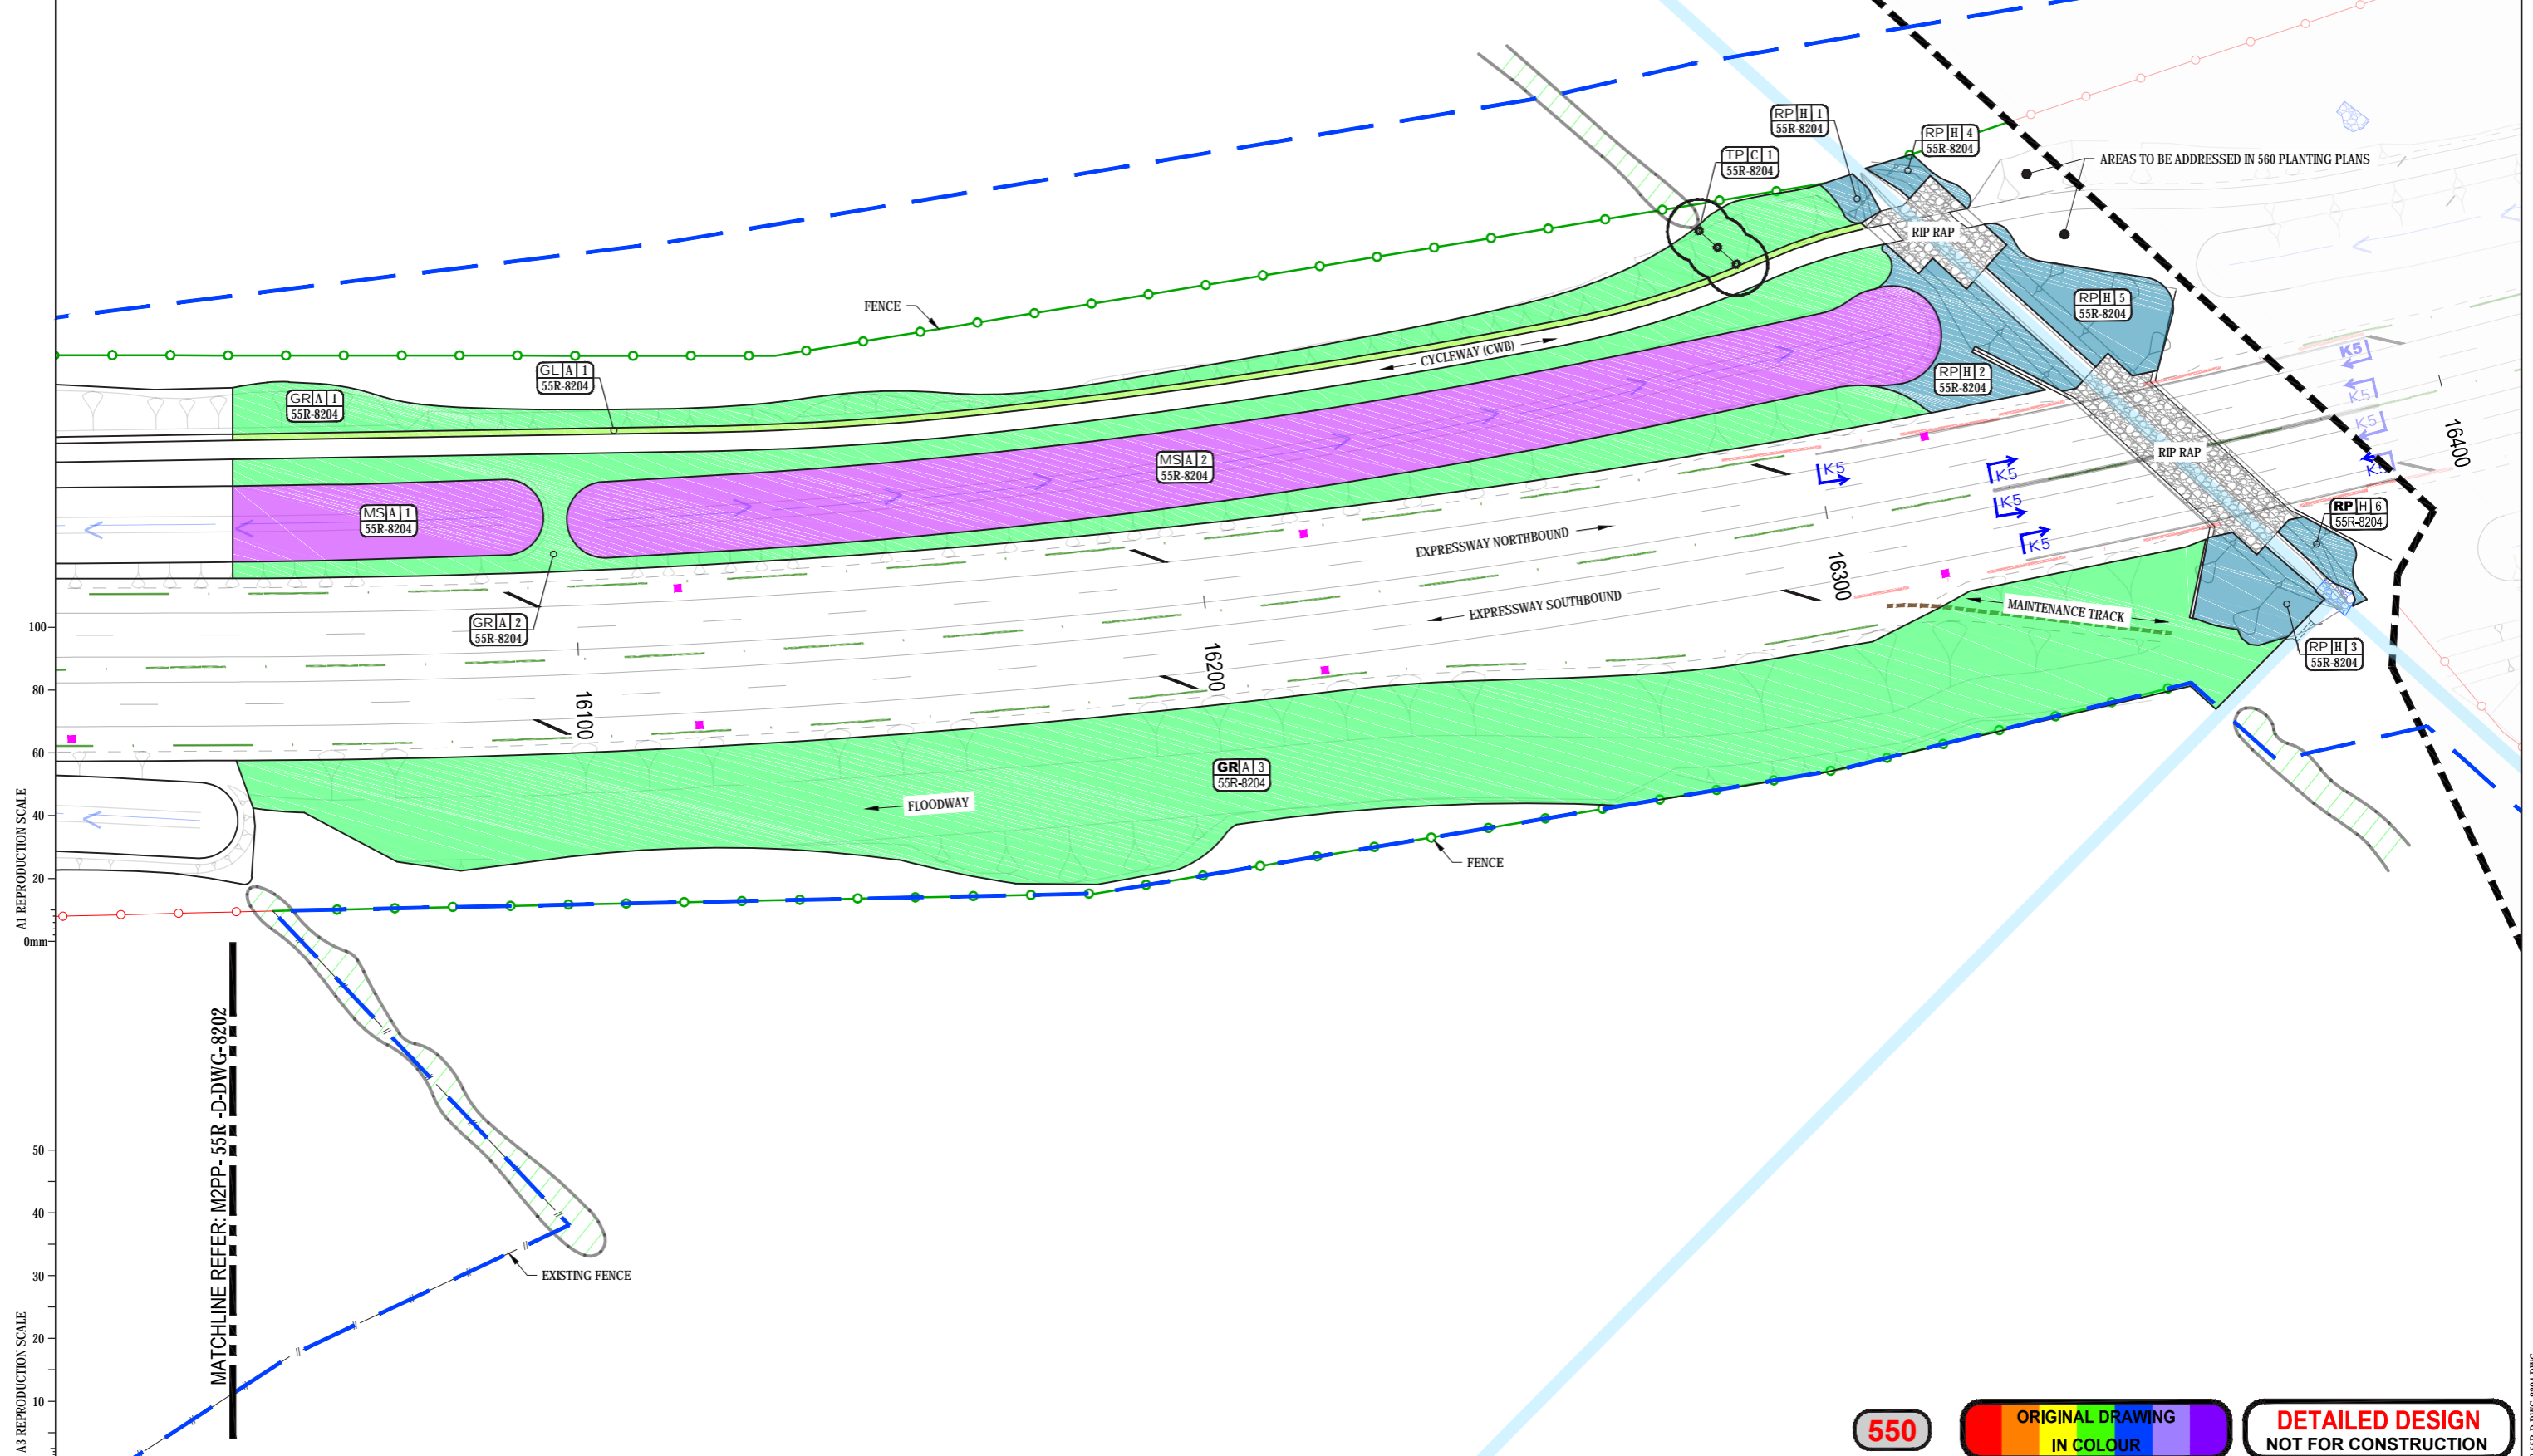 RP H 1
55R-8204
RP H 4
55R-8204
TP C 1
55R-8204
AREAS TO BE ADDRESSED IN 560 PLANTING PLANS
RIP RAP
RP H 5
55R-8204
FENCE
CYCLEWAY (CWB)
GL A 1
55R-8204
GR A 1
55R-8204
RP H 2
55R-8204
K5
K5
K5
K5
16400
MS A 2
55R-8204
RIP RAP
K5
K5
K5
K5
MS A 1
55R-8204
RP H 6
55R-8204
EXPRESSWAY NORTHBOUND
16300
EXPRESSWAY SOUTHBOUND
MAINTENANCE TRACK
GR A 2
55R-8204
RP H 3
55R-8204
16200
16100
GR A 3
55R-8204
FLOODWAY
FENCE
100
80
60
40
20
0mm
A1 REPRODUCTION SCALE
MATCHLINE REFER: M2PP- 55R -D-DWG-8202
EXISTING FENCE
50
40
30
20
10
A3 REPRODUCTION SCALE
550
ORIGINAL DRAWING
IN COLOUR
DETAILED DESIGN
NOT FOR CONSTRUCTION